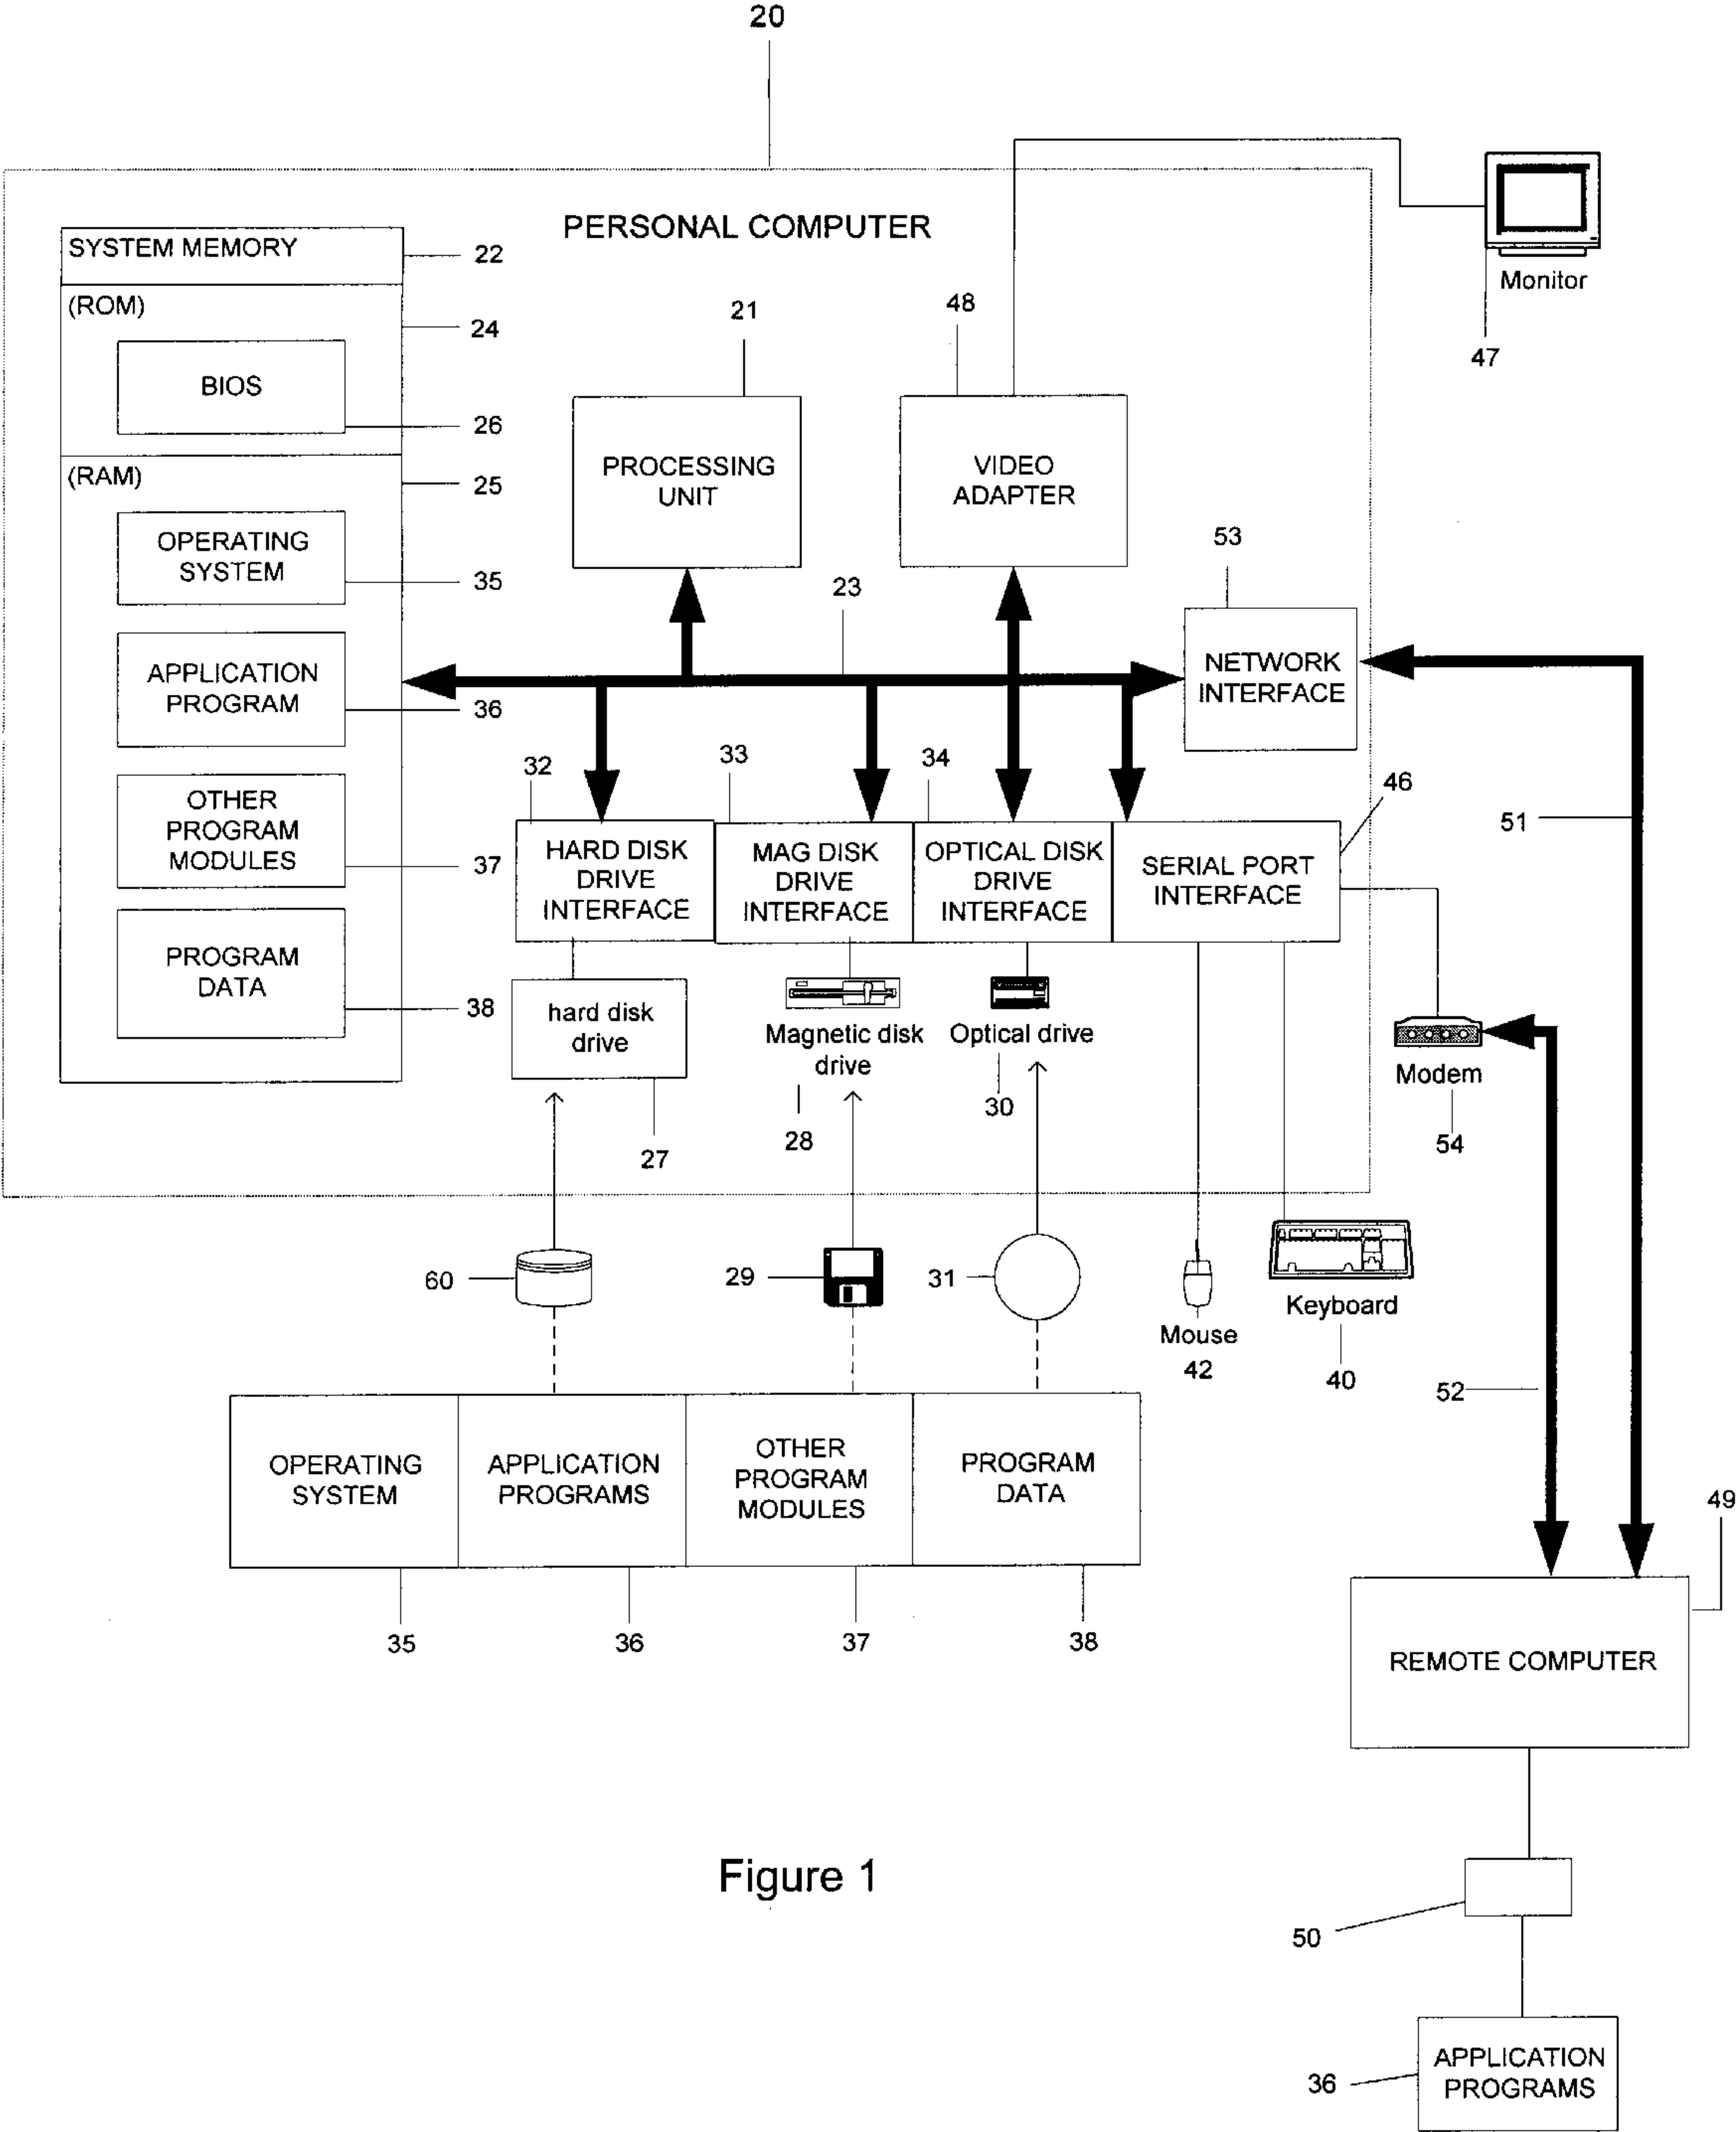 20
PERSONAL COMPUTER
SYSTEM MEMORY
22
(ROM)
24
BIOS
26
(RAM)
25
OPERATING
SYSTEM
35
APPLICATION
PROGRAM
36
OTHER
PROGRAM
MODULES
37
PROGRAM
DATA
38
21
PROCESSING
UNIT
48
VIDEO
ADAPTER
Monitor
47
23
53
NETWORK
INTERFACE
32
HARD DISK
DRIVE
INTERFACE
33
MAG DISK
DRIVE
INTERFACE
34
OPTICAL DISK
DRIVE
INTERFACE
46
SERIAL PORT
INTERFACE
51
hard disk
drive
27
Magnetic disk
drive
28
Optical drive
30
Modem
54
60
29
31
Mouse
42
Keyboard
40
52
OPERATING
SYSTEM
35
APPLICATION
PROGRAMS
36
OTHER
PROGRAM
MODULES
37
PROGRAM
DATA
38
49
REMOTE COMPUTER
50
36
APPLICATION
PROGRAMS
Figure 1